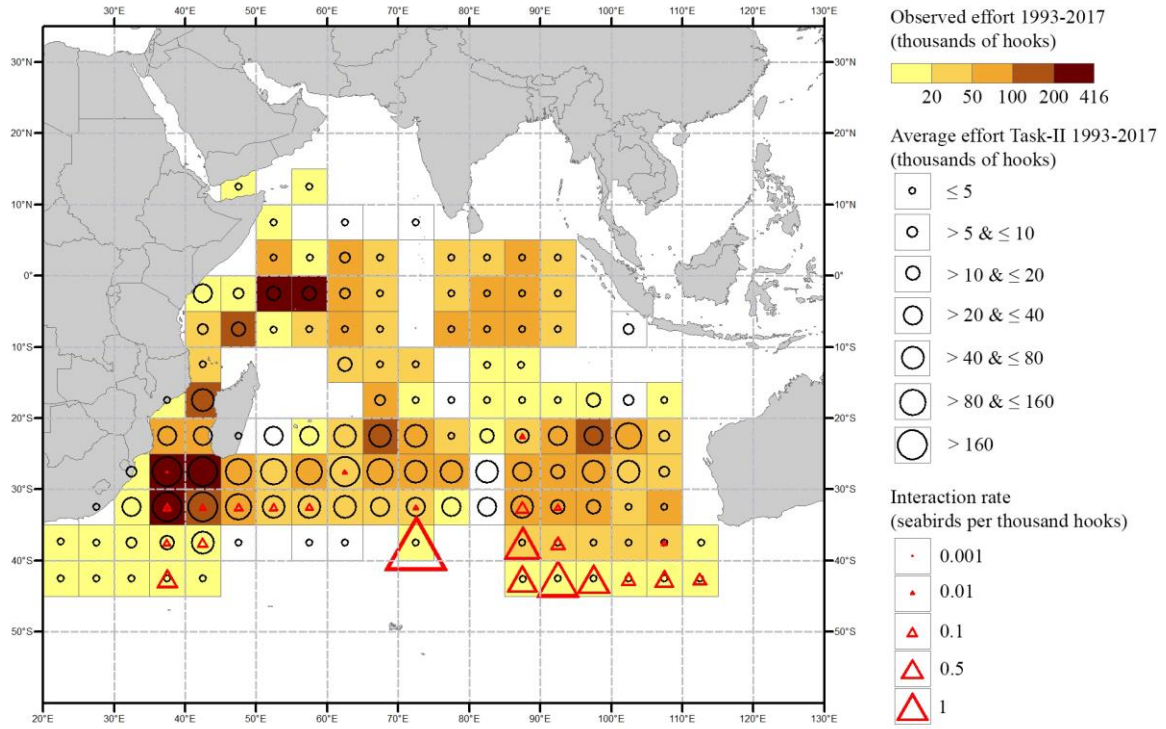 20°E 30°E 40°E 50°E 60°E 70°E 80°E 90°E 100°E 110°E 120°E 130°E
30°N 30°N
20°N 20°N
10°N 10°N
0° 0°
10°S 10°S
20°S 20°S
30°S 30°S
40°S 40°S
50°S 50°S
20°E 30°E 40°E 50°E 60°E 70°E 80°E 90°E 100°E 110°E 120°E 130°E
Observed effort 1993-2017
(thousands of hooks)
20 50 100 200 416
Average effort Task-II 1993-2017
(thousands of hooks)
≤ 5
> 5 & ≤ 10
> 10 & ≤ 20
> 20 & ≤ 40
> 40 & ≤ 80
> 80 & ≤ 160
> 160
Interaction rate
(seabirds per thousand hooks)
0.001
0.01
0.1
0.5
1